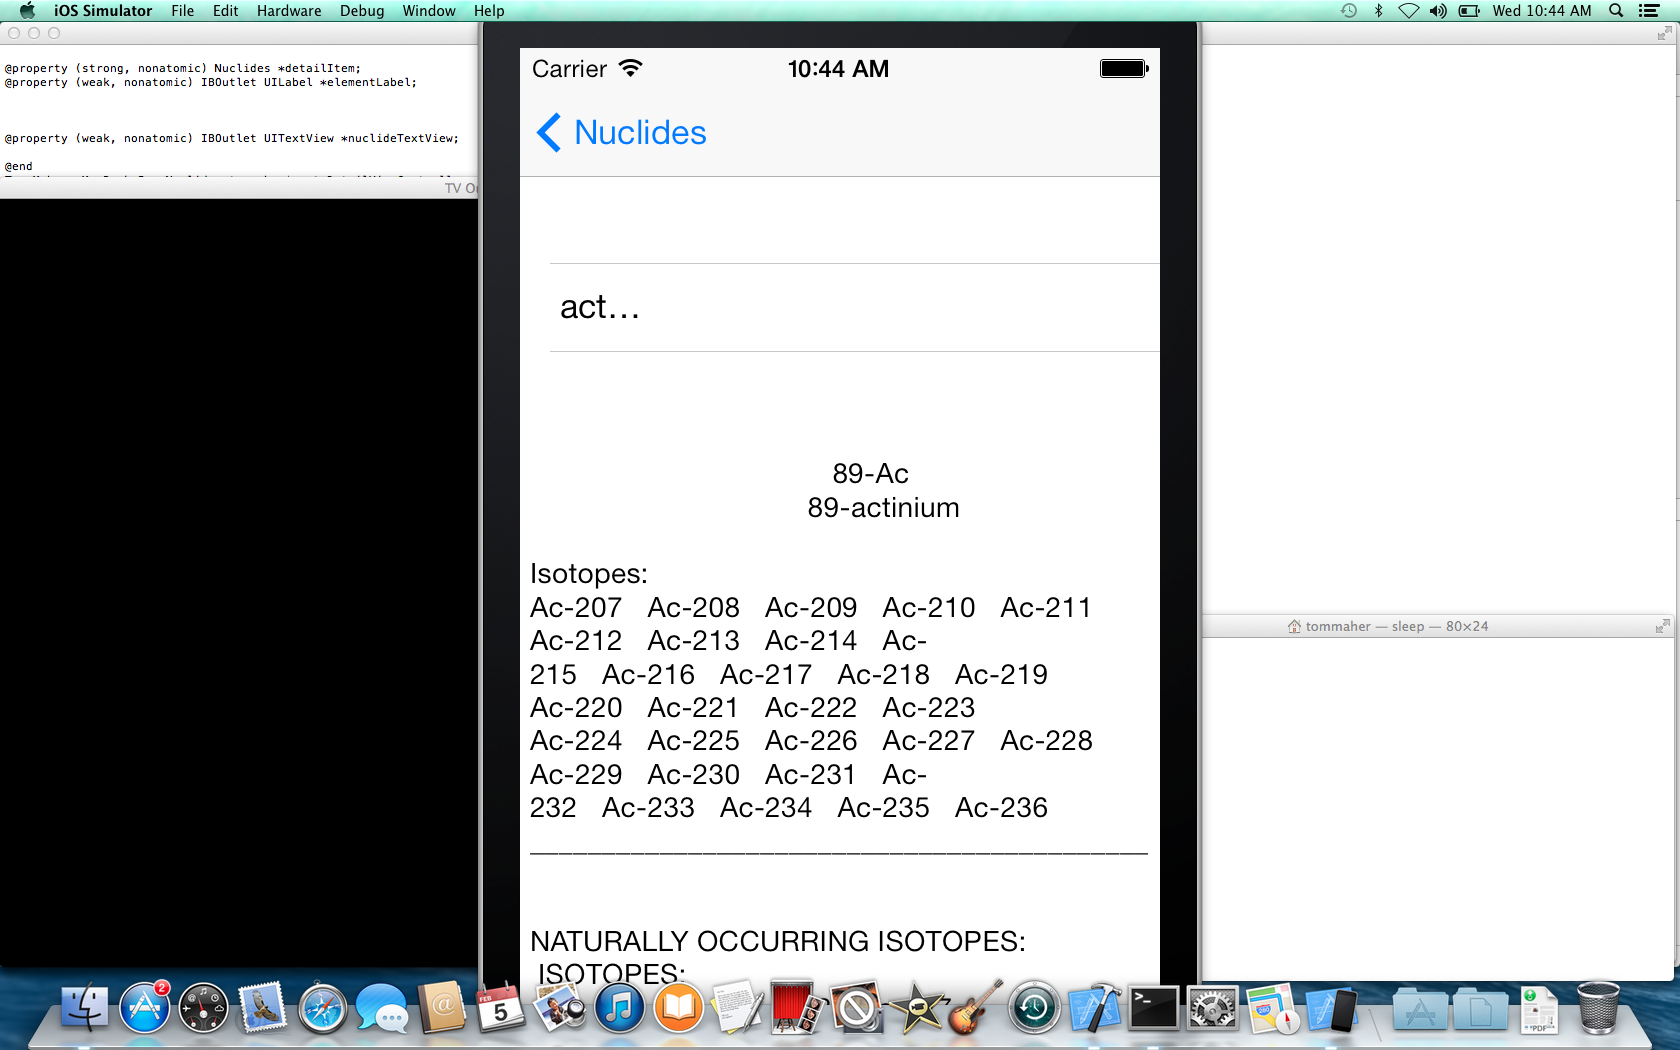 iOS Simulator File Edit Hardware Debug Window Help Wed 10:44 AM
@property (strong, nonatomic) Nuclides *detailItem;
@property (weak, nonatomic) IBOutlet UILabel *elementLabel;
@property (weak, nonatomic) IBOutlet UITextView *nuclideTextView;
@end
TV O
Carrier 10:44 AM
Nuclides
act...
89-Ac
89-actinium
Isotopes:
Ac-207 Ac-208 Ac-209 Ac-210 Ac-211
Ac-212 Ac-213 Ac-214 Ac-
215 Ac-216 Ac-217 Ac-218 Ac-219
Ac-220 Ac-221 Ac-222 Ac-223
Ac-224 Ac-225 Ac-226 Ac-227 Ac-228
Ac-229 Ac-230 Ac-231 Ac-
232 Ac-233 Ac-234 Ac-235 Ac-236
NATURALLY OCCURRING ISOTOPES:
ISOTOPES:
tommaher — sleep — 80×24
2
FEB
5
PDF